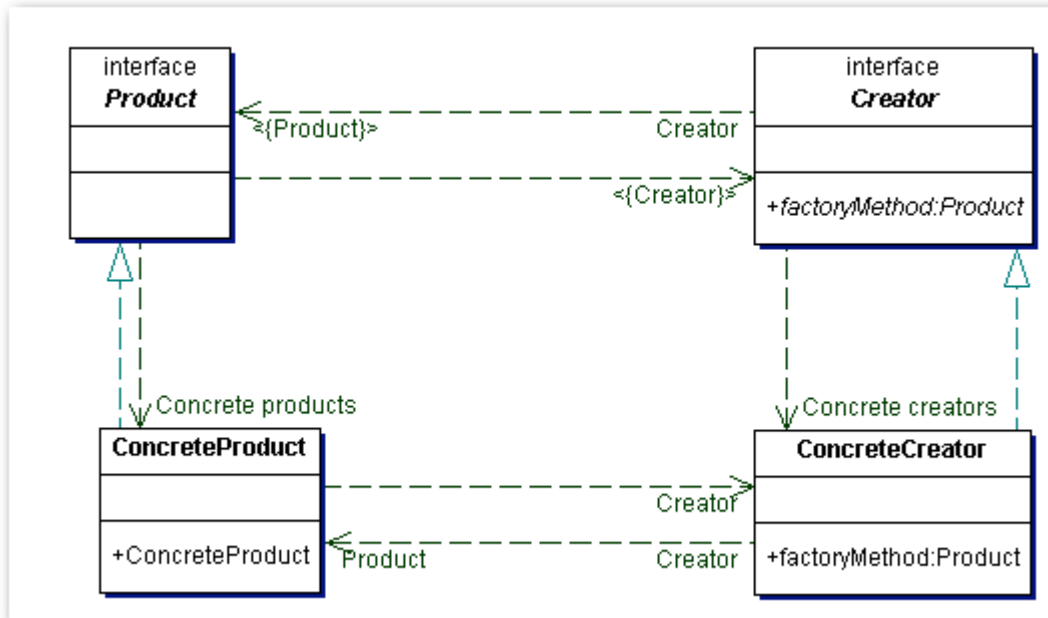 interface
Product
interface
Creator
<{Product}>
Creator
<{Creator}>
+factoryMethod:Product
Concrete products
Concrete creators
ConcreteProduct
ConcreteCreator
Creator
+ConcreteProduct
Product
Creator
+factoryMethod:Product